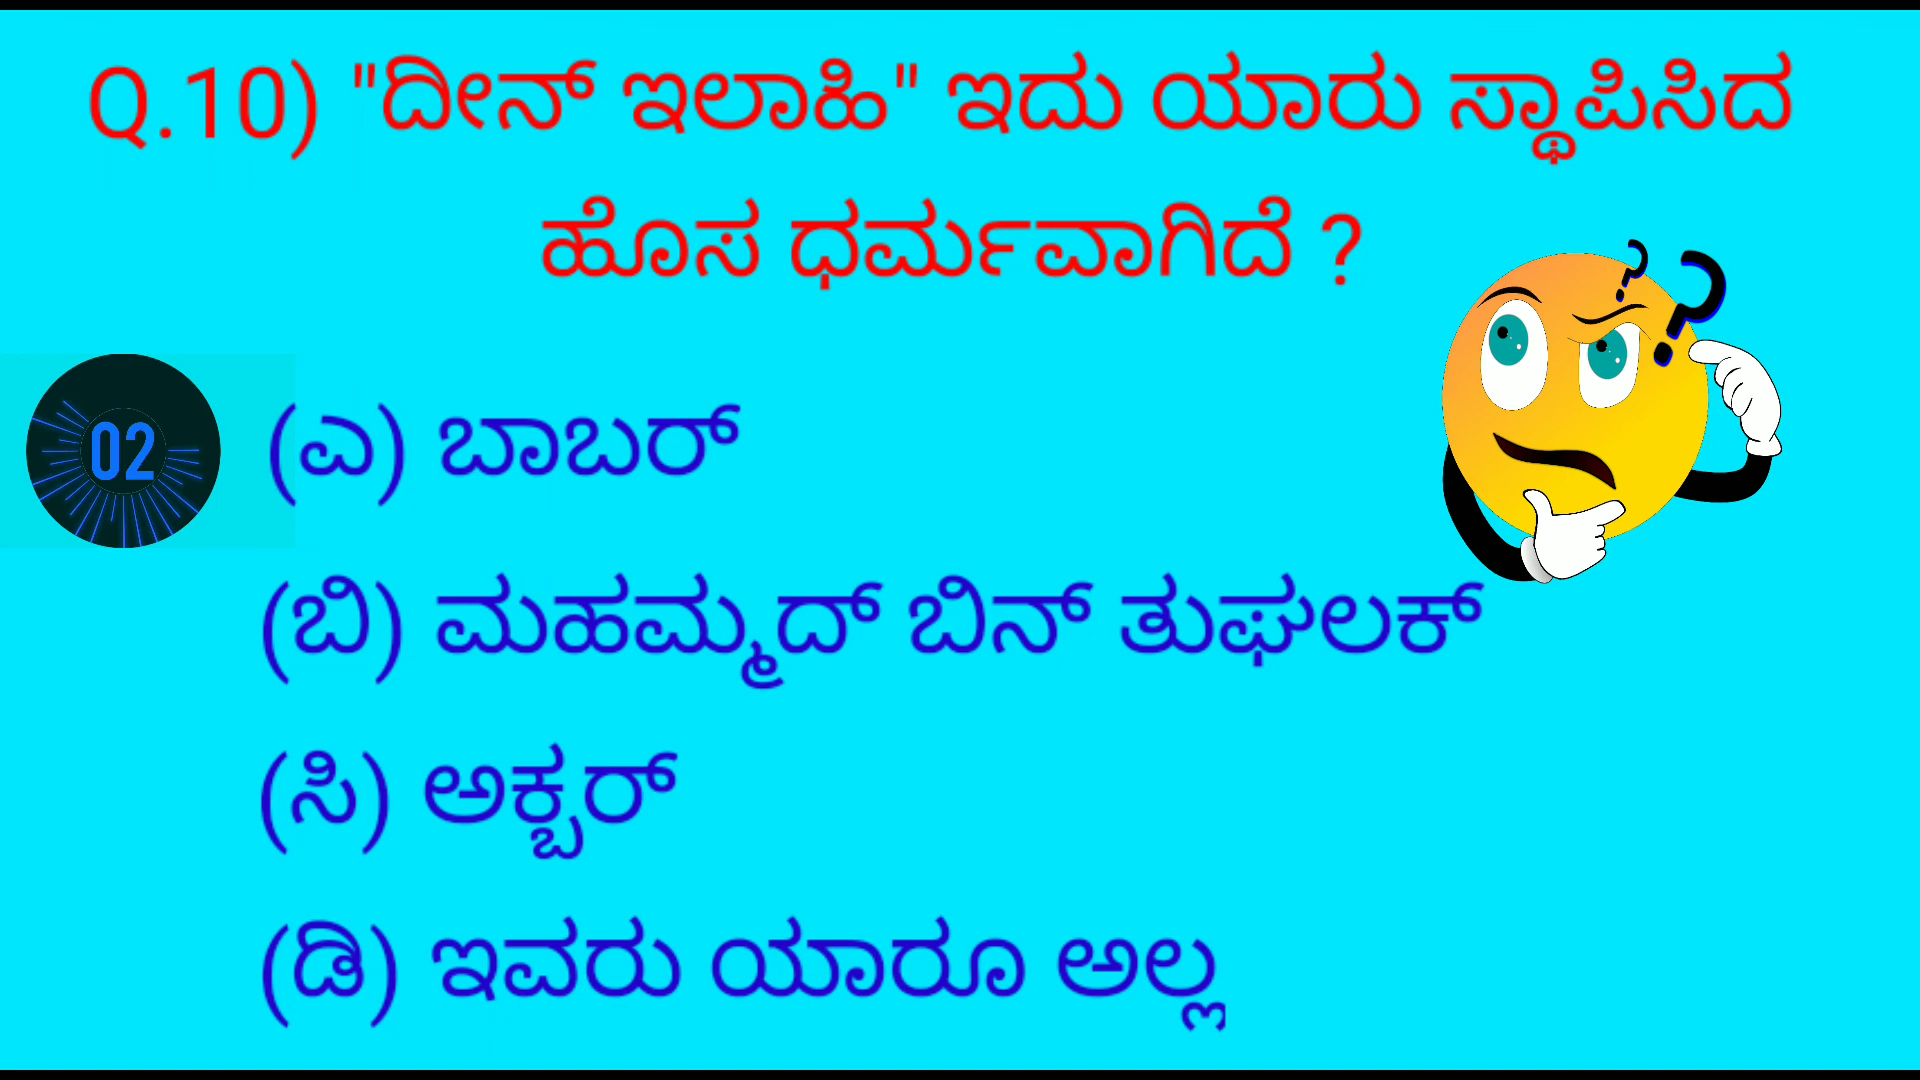 Q.10) "ದೀನ್ ಇಲಾಹಿ" ಇದು ಯಾರು ಸ್ಥಾಪಿಸಿದ
ಹೊಸ ಧರ್ಮವಾಗಿದೆ ?
02
(ಎ) ಬಾಬರ್
(ಬಿ) ಮಹಮ್ಮದ್ ಬಿನ್ ತುಘಲಕ್
(ಸಿ) ಅಕ್ಬರ್
(ಡಿ) ಇವರು ಯಾರೂ ಅಲ್ಲ